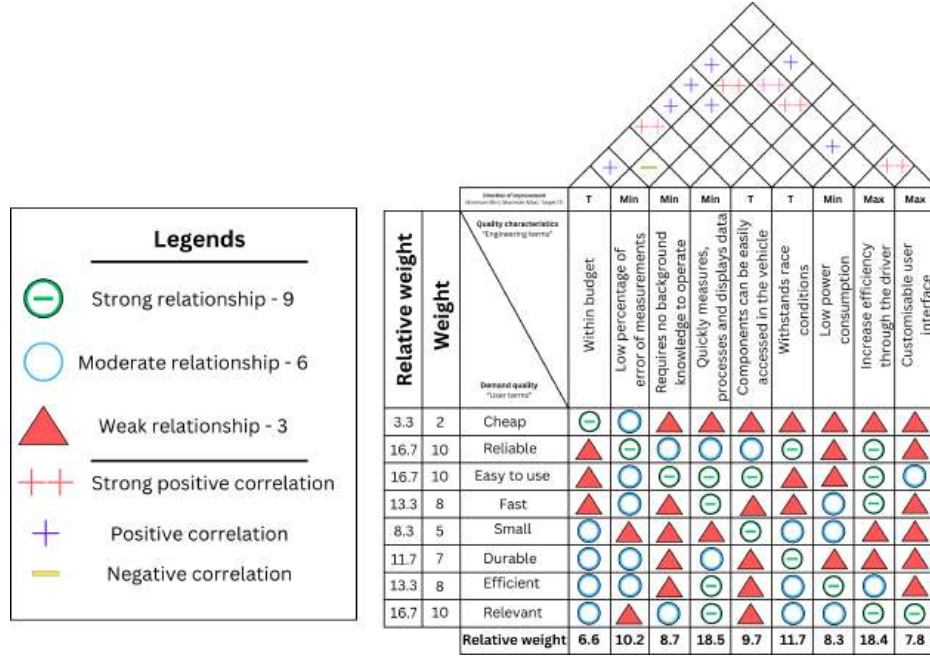 Legends
Strong relationship - 9
Moderate relationship - 6
Weak relationship - 3
Strong positive correlation
Positive correlation
Negative correlation
Direction of improvement
T Min Min Min T T Min Max Max
Relative weight
Weight
Quality characteristics
"Engineering terms"
Demand quality
"User terms"
Within budget
Low percentage of
error of measurements
Requires no background
knowledge to operate
Quickly measures,
processes and displays data
Components can be easily
accessed in the vehicle
Withstands race
conditions
Low power
consumption
Increase efficiency
through the driver
Customisable user
interface
3.3 2 Cheap
16.7 10 Reliable
16.7 10 Easy to use
13.3 8 Fast
8.3 5 Small
11.7 7 Durable
13.3 8 Efficient
16.7 10 Relevant
Relative weight 6.6 10.2 8.7 18.5 9.7 11.7 8.3 18.4 7.8